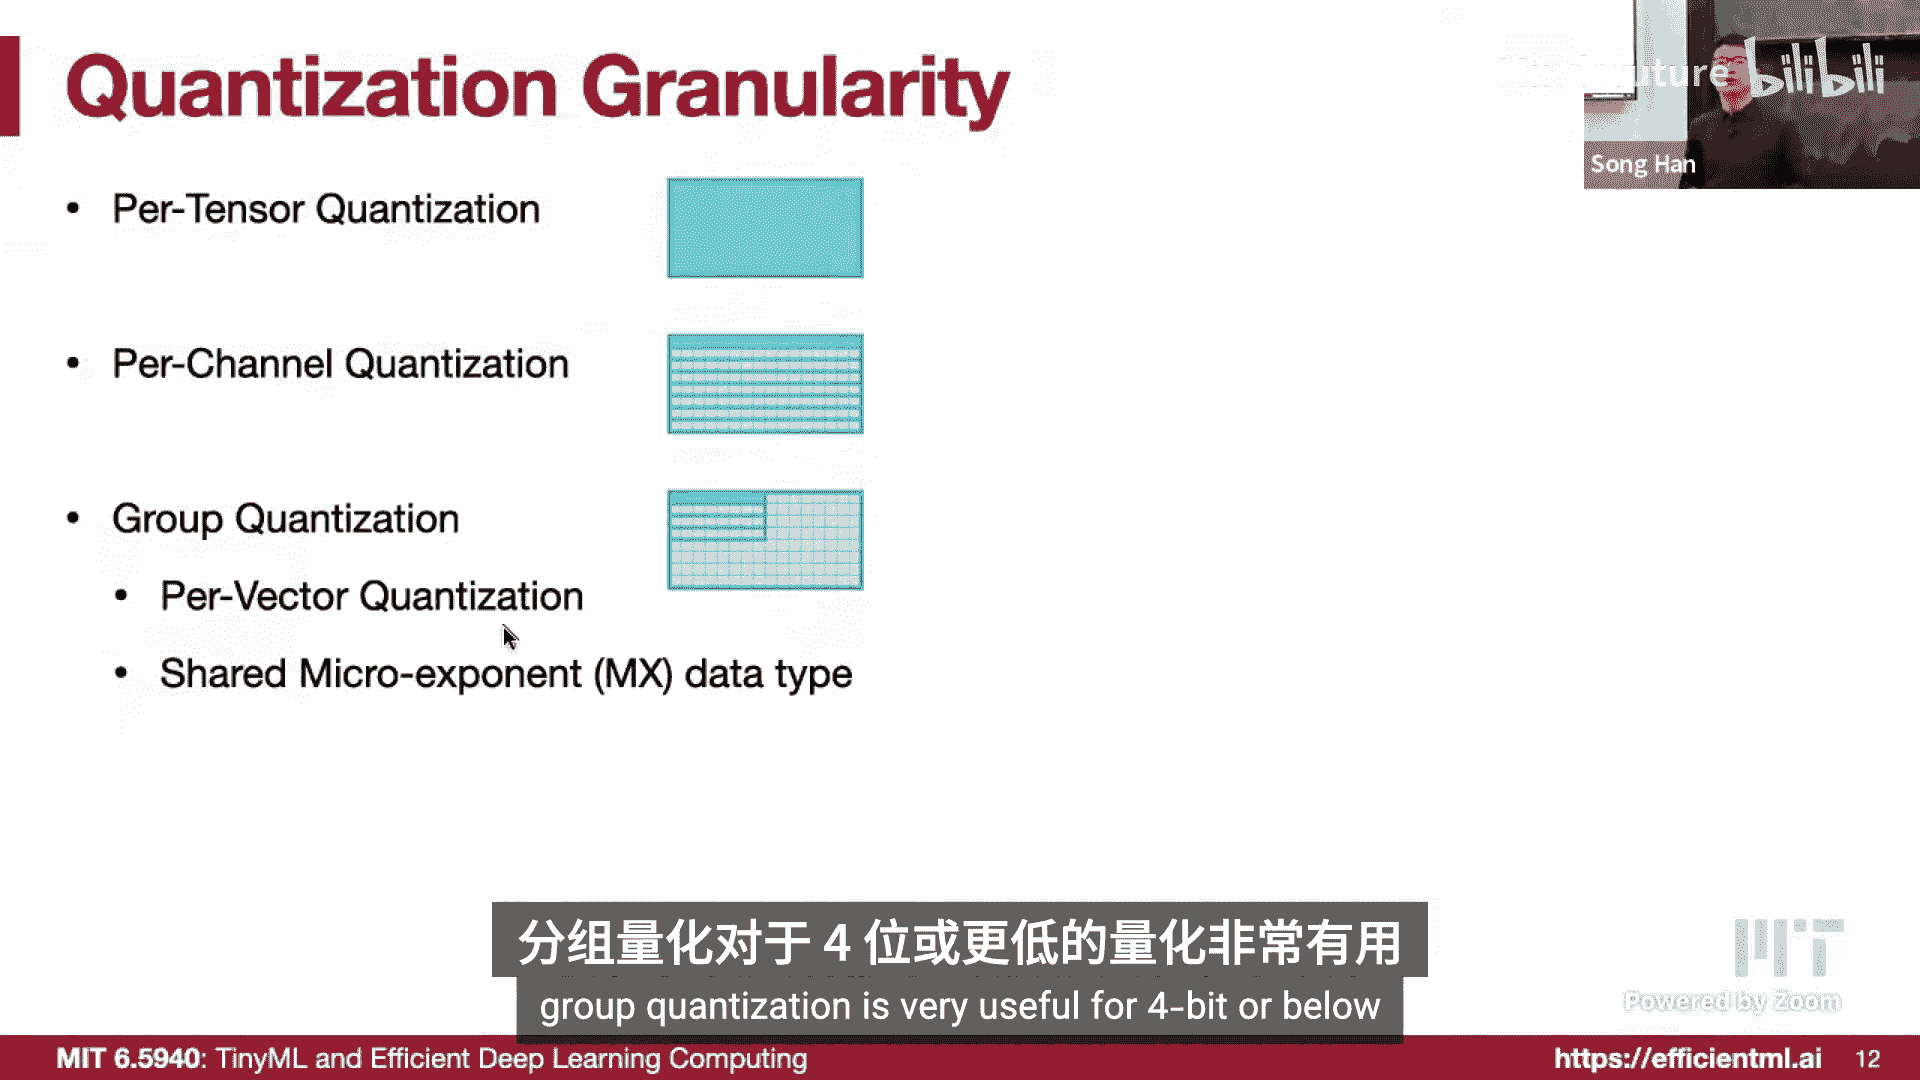 Quantization Granularity
uture bilibili
Song Han
• Per-Tensor Quantization
• Per-Channel Quantization
• Group Quantization
• Per-Vector Quantization
• Shared Micro-exponent (MX) data type
分组量化对于 4 位或更低的量化非常有用
group quantization is very useful for 4-bit or below
MIT
Powered by Zoom
MIT 6.5940: TinyML and Efficient Deep Learning Computing
https://efficientml.ai 12